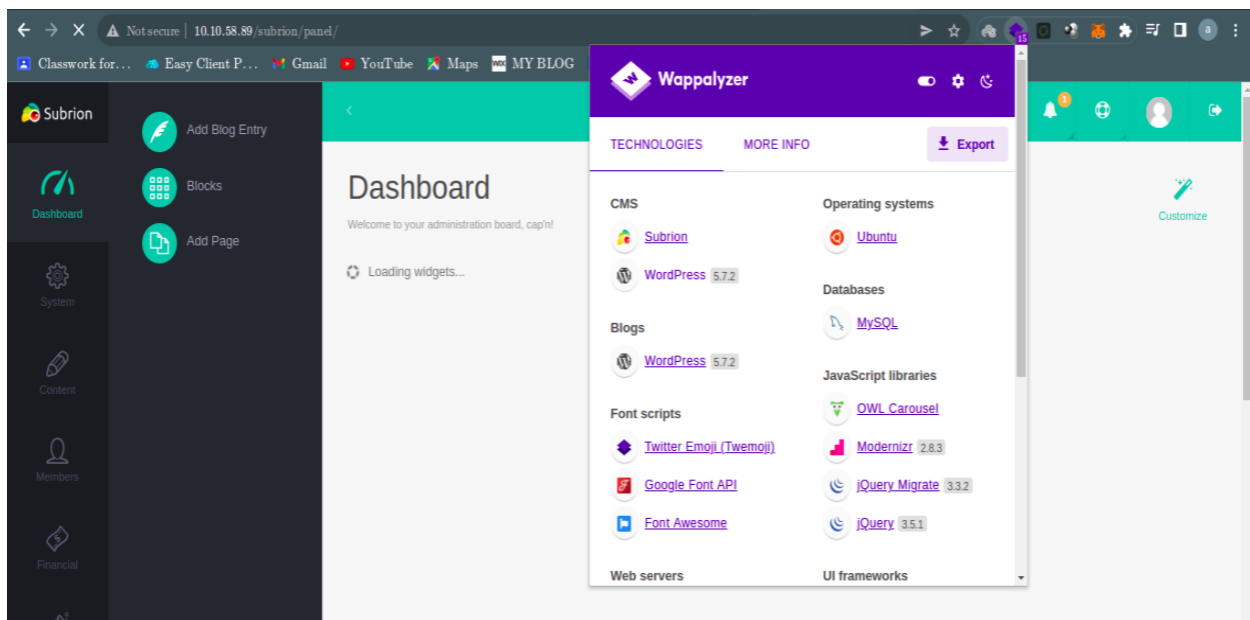 Not secure | 10.10.58.89/subrion/panel/
15
a
Classwork for... Easy Client P... Gmail YouTube Maps WIX MY BLOG
Subrion
Dashboard
System
Content
Members
Financial
Add Blog Entry
Blocks
Add Page
Dashboard
Welcome to your administration board, cap'n!
Loading widgets...
Wappalyzer
TECHNOLOGIES MORE INFO Export
CMS
Subrion
WordPress 5.7.2
Blogs
WordPress 5.7.2
Font scripts
Twitter Emoji (Twemoji)
Google Font API
Font Awesome
Web servers
Operating systems
Ubuntu
Databases
MySQL
JavaScript libraries
OWL Carousel
Modernizr 2.8.3
jQuery Migrate 3.3.2
jQuery 3.5.1
UI frameworks
1
Customize